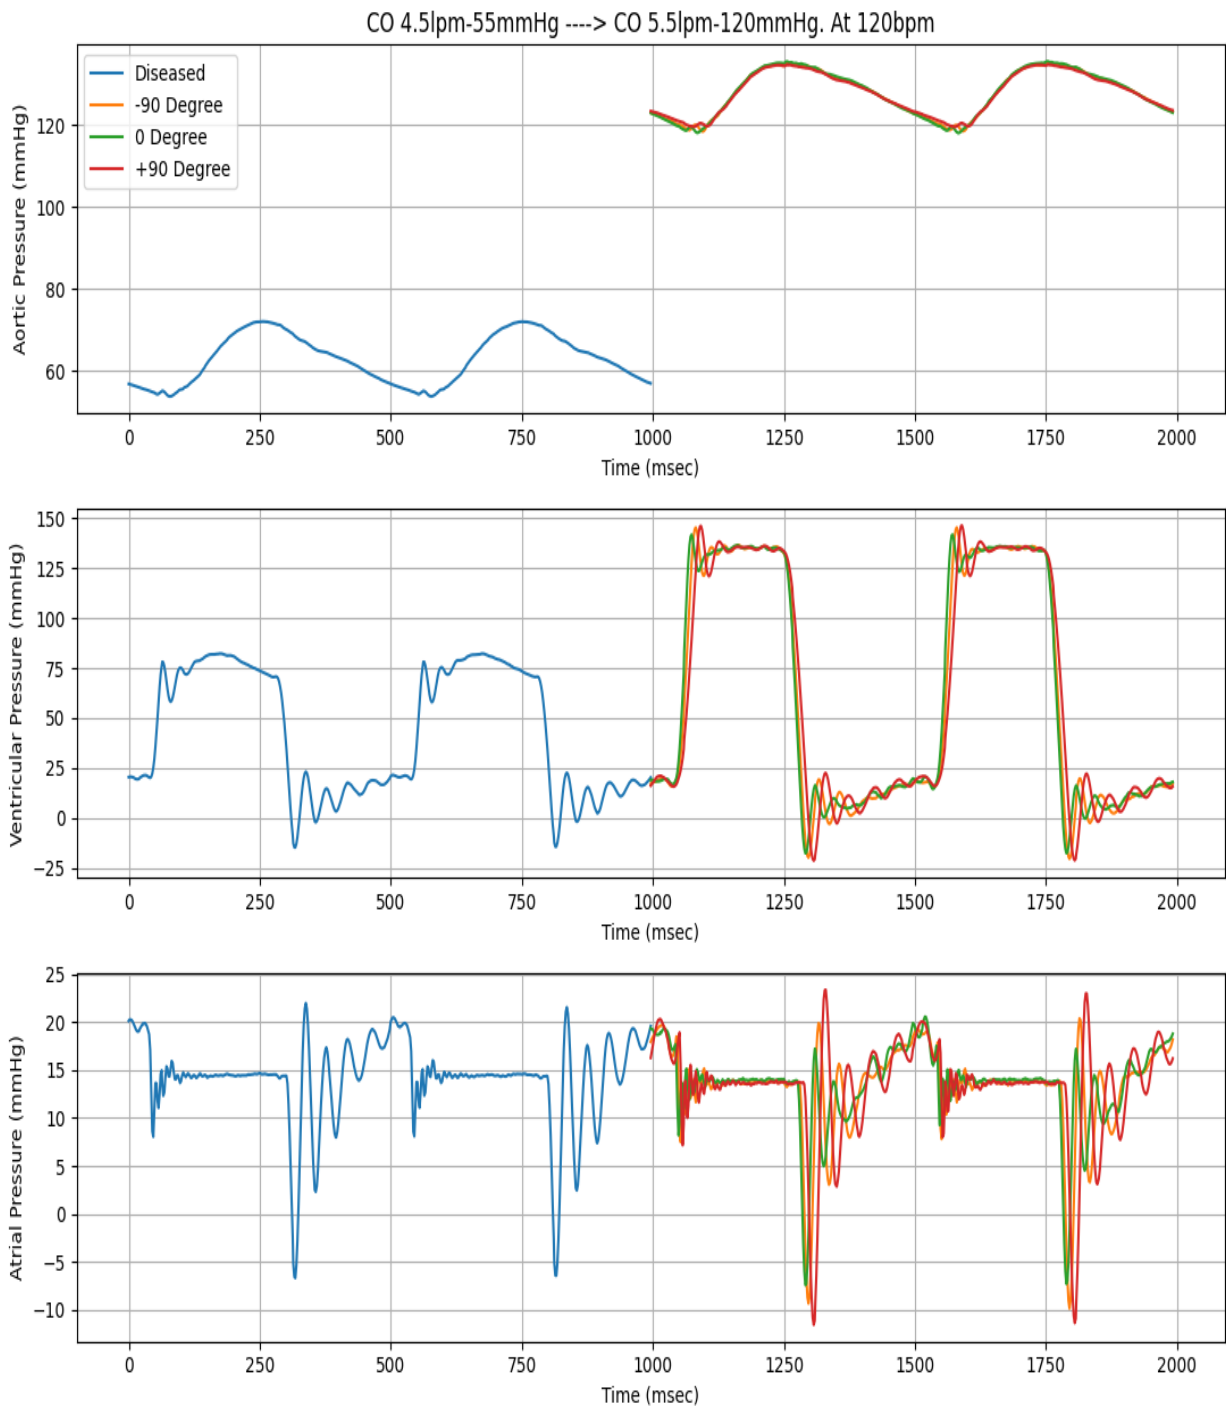 CO 4.5lpm-55mmHg ----> CO 5.5lpm-120mmHg. At 120bpm
Diseased
-90 Degree
0 Degree
+90 Degree
Aortic Pressure (mmHg)
120
100
80
60
0 250 500 750 1000 1250 1500 1750 2000
Time (msec)
Ventricular Pressure (mmHg)
150
125
100
75
50
25
0
−25
0 250 500 750 1000 1250 1500 1750 2000
Time (msec)
Atrial Pressure (mmHg)
25
20
15
10
5
0
−5
−10
0 250 500 750 1000 1250 1500 1750 2000
Time (msec)